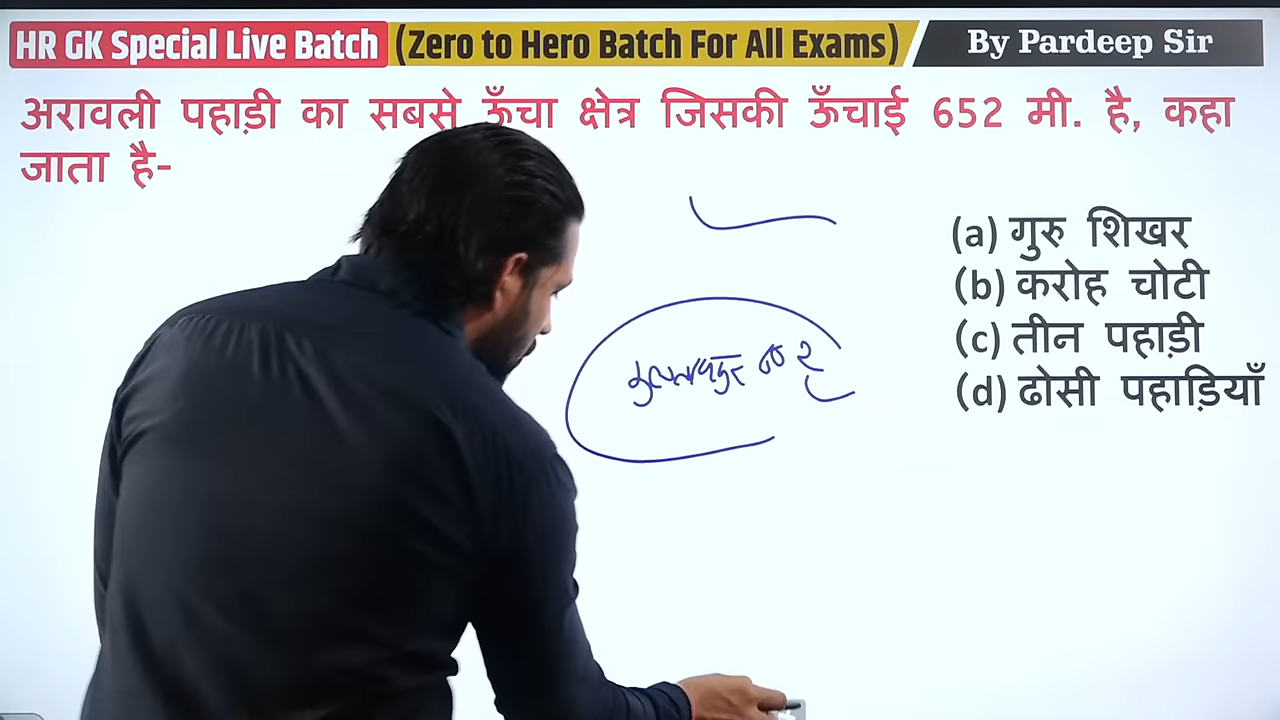 HR GK Special Live Batch (Zero to Hero Batch For All Exams) By Pardeep Sir
अरावली पहाड़ी का सबसे ऊँचा क्षेत्र जिसकी ऊँचाई 652 मी. है, कहा
जाता है-
(a) गुरु शिखर
(b) करोह चोटी
(c) तीन पहाड़ी
(d) ढोसी पहाड़ियाँ